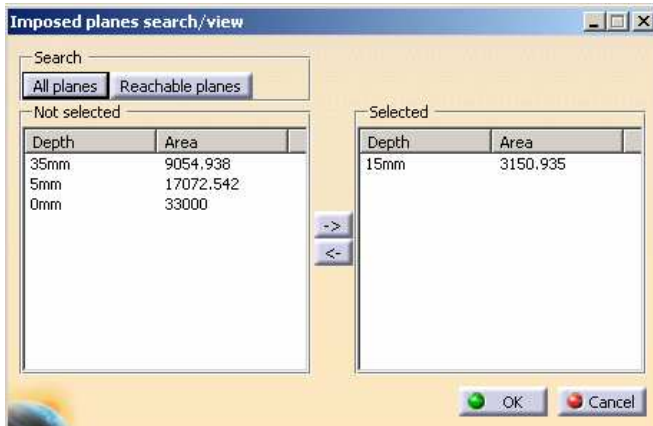 Imposed planes search/view
Search
All planes Reachable planes
Not selected
Depth Area
35mm 9054.938
5mm 17072.542
0mm 33000
->
<-
Selected
Depth Area
15mm 3150.935
OK Cancel